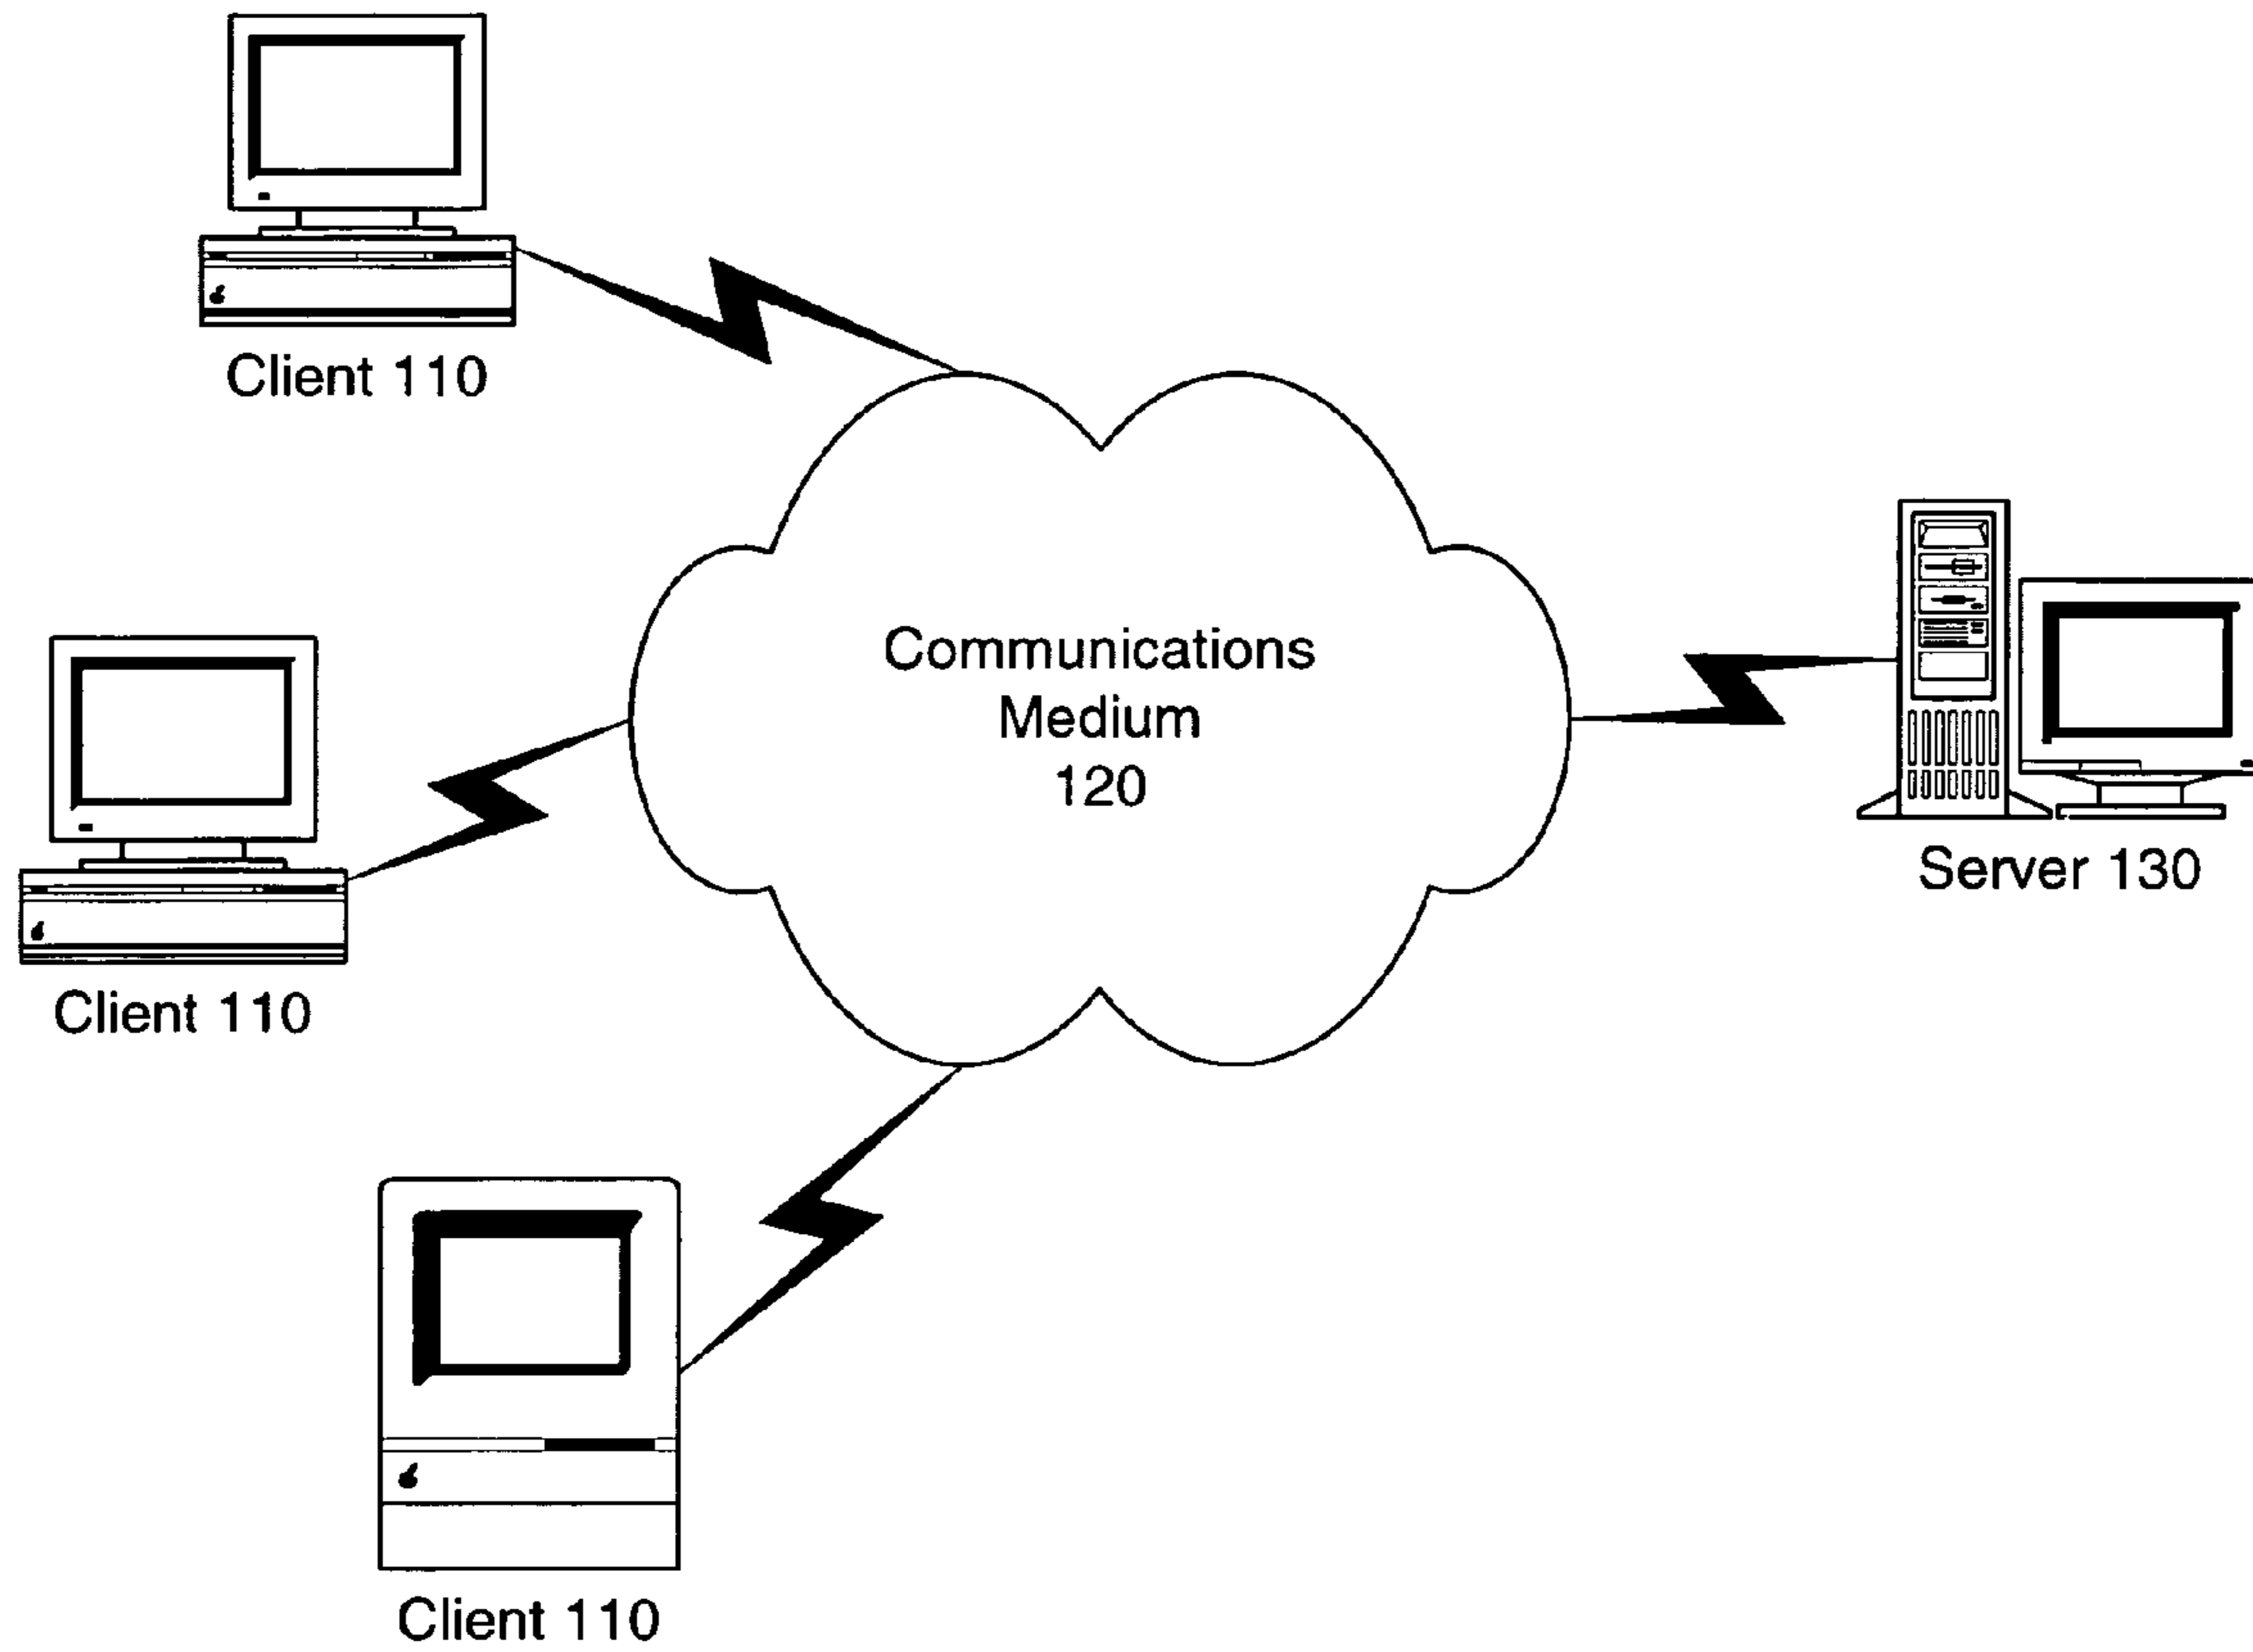 Client 110
Communications
Medium
120
Server 130
Client 110
Client 110